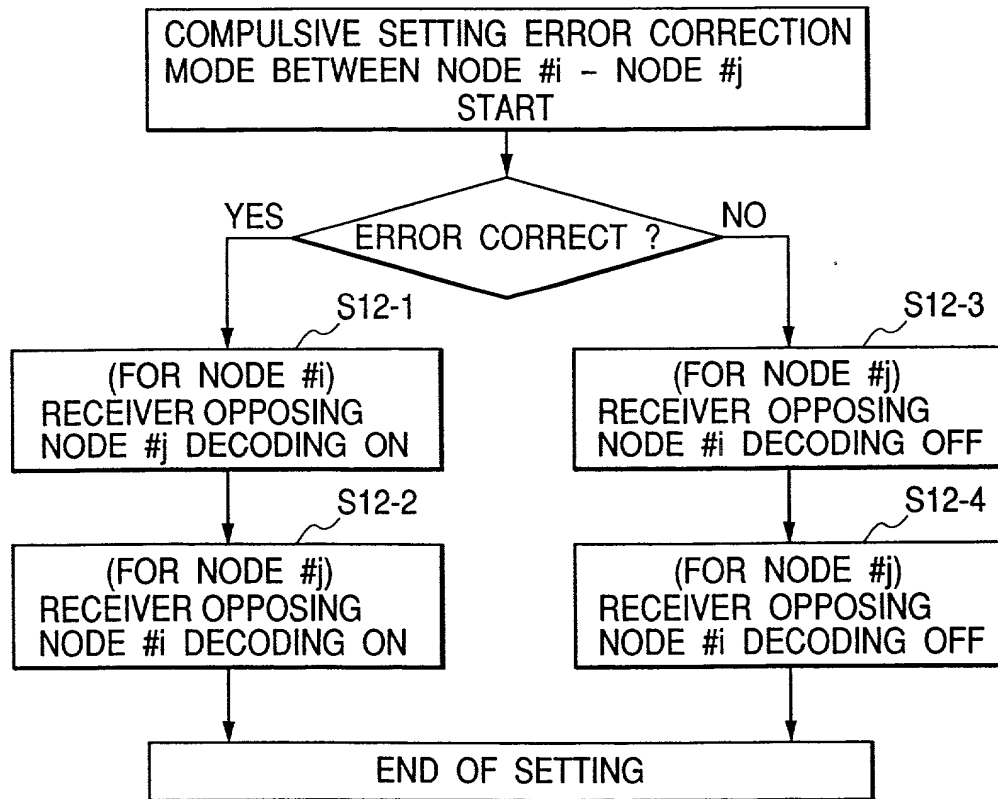 COMPULSIVE SETTING ERROR CORRECTION
MODE BETWEEN NODE #i – NODE #j
START
YES
ERROR CORRECT ?
NO
S12-1
(FOR NODE #i)
RECEIVER OPPOSING
NODE #j DECODING ON
S12-3
(FOR NODE #j)
RECEIVER OPPOSING
NODE #i DECODING OFF
S12-2
(FOR NODE #j)
RECEIVER OPPOSING
NODE #i DECODING ON
S12-4
(FOR NODE #j)
RECEIVER OPPOSING
NODE #i DECODING OFF
END OF SETTING